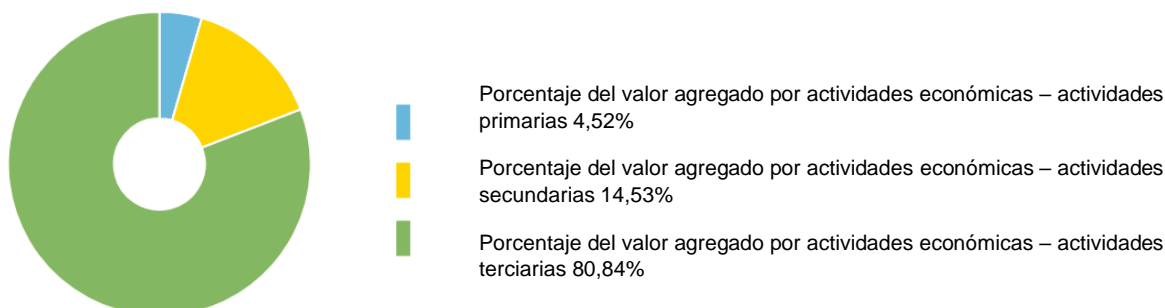 Porcentaje del valor agregado por actividades económicas – actividades
primarias 4,52%
Porcentaje del valor agregado por actividades económicas – actividades
secundarias 14,53%
Porcentaje del valor agregado por actividades económicas – actividades
terciarias 80,84%